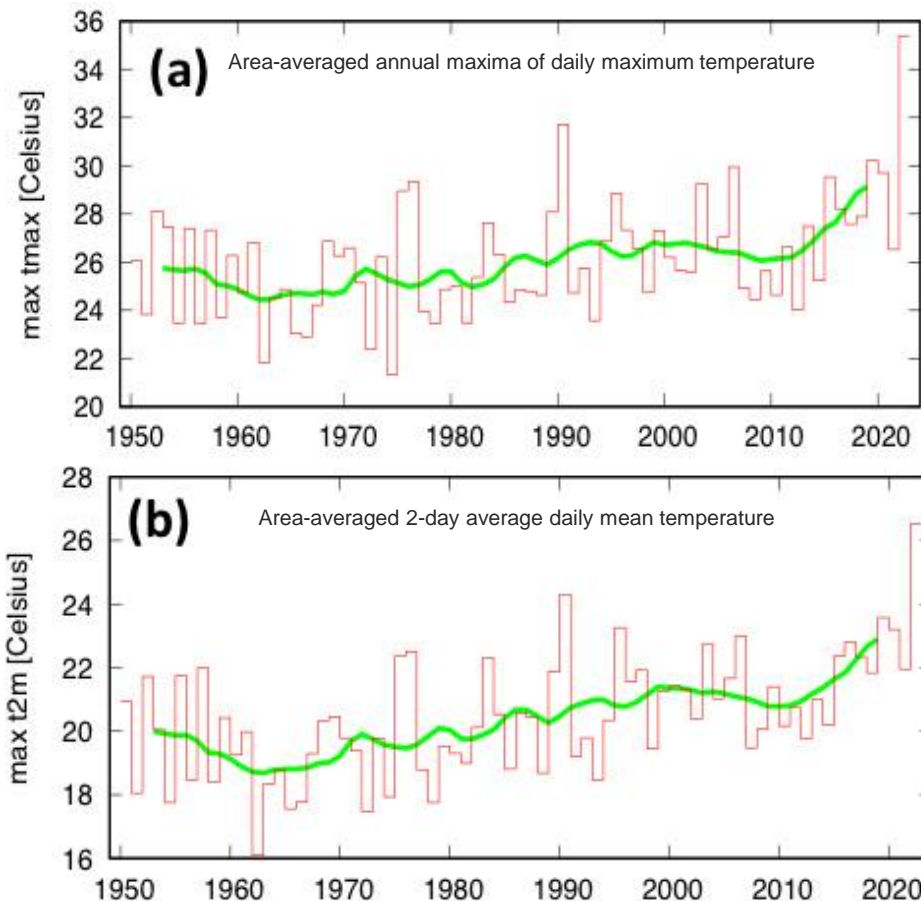 (a) Area-averaged annual maxima of daily maximum temperature
max tmax [Celsius]
36
34
32
30
28
26
24
22
20
1950 1960 1970 1980 1990 2000 2010 2020
(b) Area-averaged 2-day average daily mean temperature
max t2m [Celsius]
28
26
24
22
20
18
16
1950 1960 1970 1980 1990 2000 2010 2020